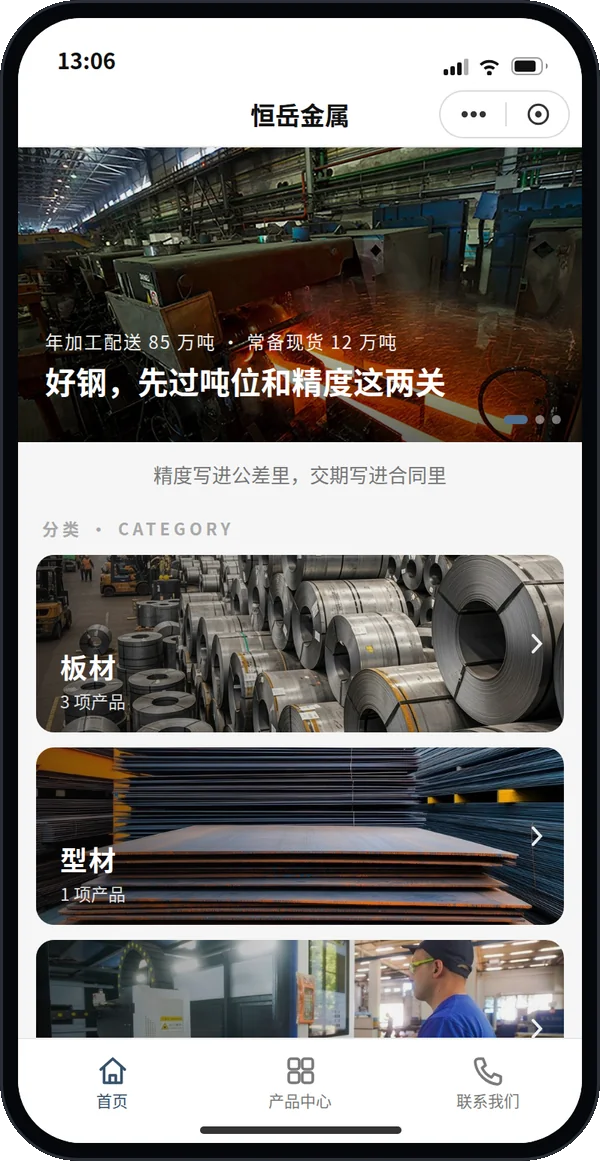 13:06
恒岳金属
年加工配送 85 万吨 · 常备现货 12 万吨
好钢，先过吨位和精度这两关
精度写进公差里，交期写进合同里
分类 · CATEGORY
板材
3 项产品
型材
1 项产品
首页
产品中心
联系我们